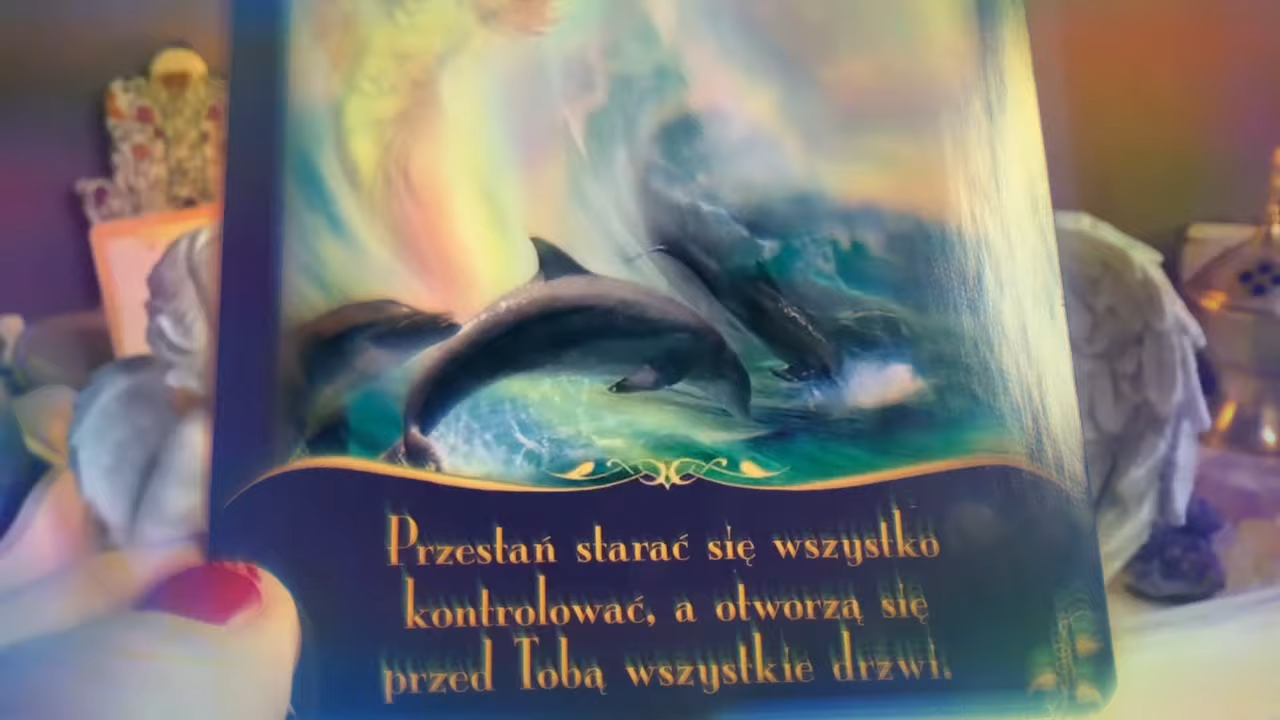 Przestań starać się wszystko
kontrolować, a otworzą się
przed Tobą wszystkie drzwi.